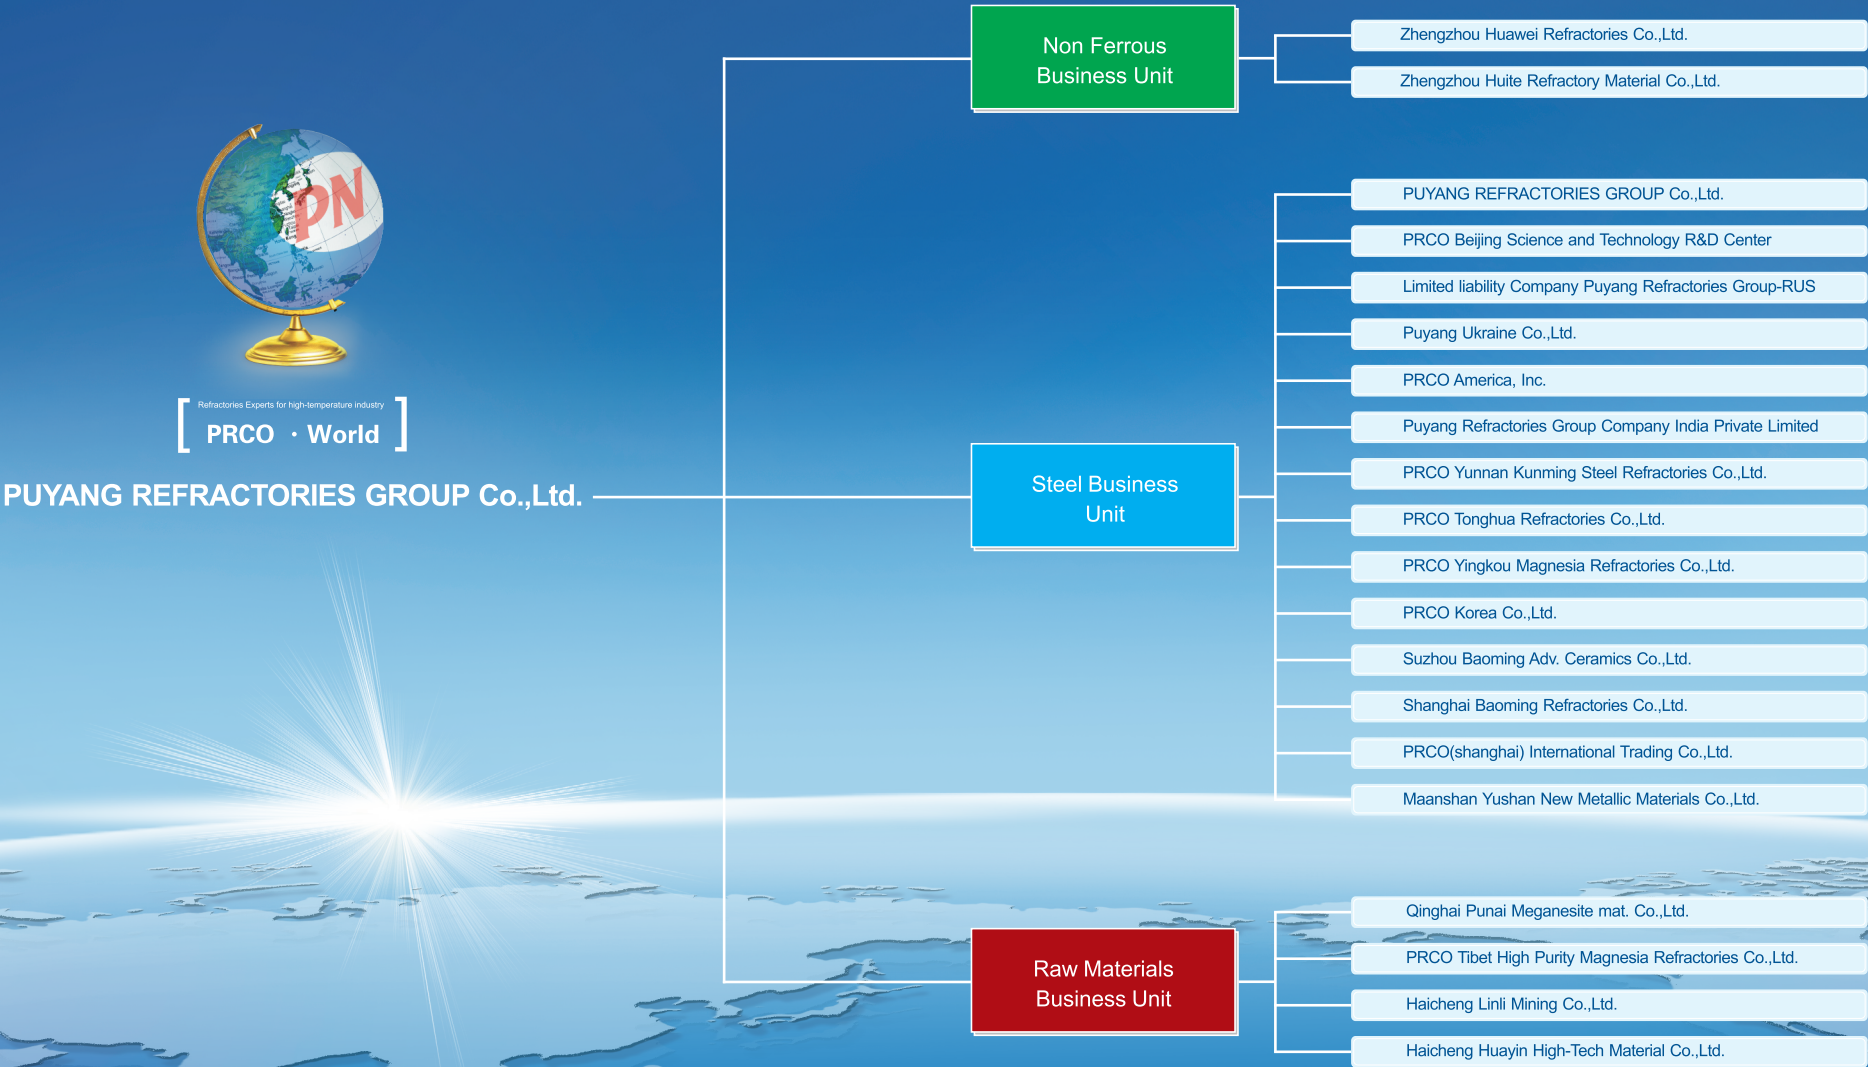 PN
Refractories Experts for high-temperature industry
PRCO · World
PUYANG REFRACTORIES GROUP Co.,Ltd.
Non Ferrous
Business Unit
Zhengzhou Huawei Refractories Co.,Ltd.
Zhengzhou Huite Refractory Material Co.,Ltd.
Steel Business
Unit
PUYANG REFRACTORIES GROUP Co.,Ltd.
PRCO Beijing Science and Technology R&D Center
Limited liability Company Puyang Refractories Group-RUS
Puyang Ukraine Co.,Ltd.
PRCO America, Inc.
Puyang Refractories Group Company India Private Limited
PRCO Yunnan Kunming Steel Refractories Co.,Ltd.
PRCO Tonghua Refractories Co.,Ltd.
PRCO Yingkou Magnesia Refractories Co.,Ltd.
PRCO Korea Co.,Ltd.
Suzhou Baoming Adv. Ceramics Co.,Ltd.
Shanghai Baoming Refractories Co.,Ltd.
PRCO(shanghai) International Trading Co.,Ltd.
Maanshan Yushan New Metallic Materials Co.,Ltd.
Raw Materials
Business Unit
Qinghai Punai Meganesite mat. Co.,Ltd.
PRCO Tibet High Purity Magnesia Refractories Co.,Ltd.
Haicheng Linli Mining Co.,Ltd.
Haicheng Huayin High-Tech Material Co.,Ltd.